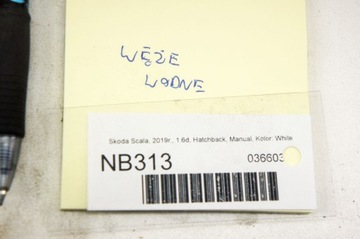 WĘŻE
WODNE
Skoda Scala, 2019r., 1.6d, Hatchback, Manual, Kolor: White
NB313
036603